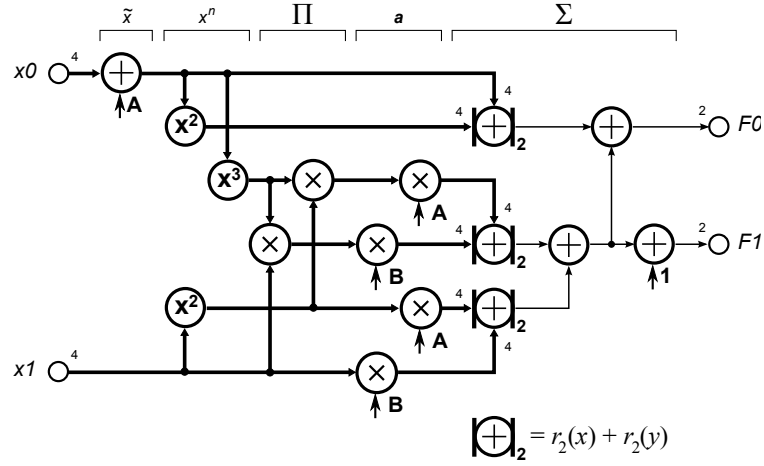 x̃ xⁿ Π a Σ
x0 4 + A 4 4 + 2 + 2 F0
x² 
x³ × × A 4
× × B 4 + 2 + + 1 2 F1
x² × A 4 + 2
x1 4 × B 4
+ 2 = r₂(x) + r₂(y)